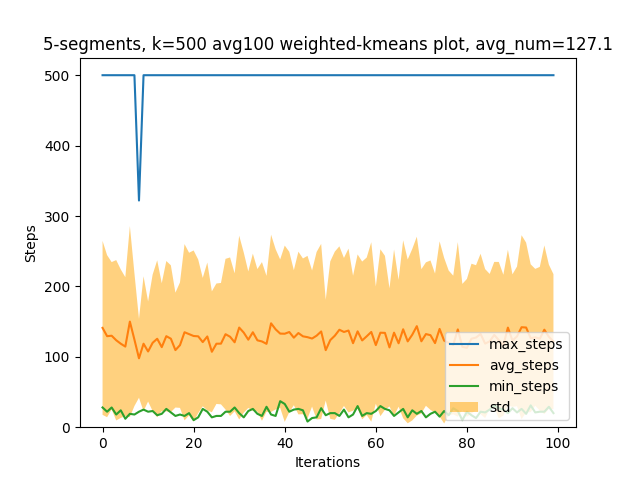 5-segments, k=500 avg100 weighted-kmeans plot, avg_num=127.1
500
400
300
200
100
0
Steps
0
20
40
60
80
100
Iterations
max_steps
avg_steps
min_steps
std